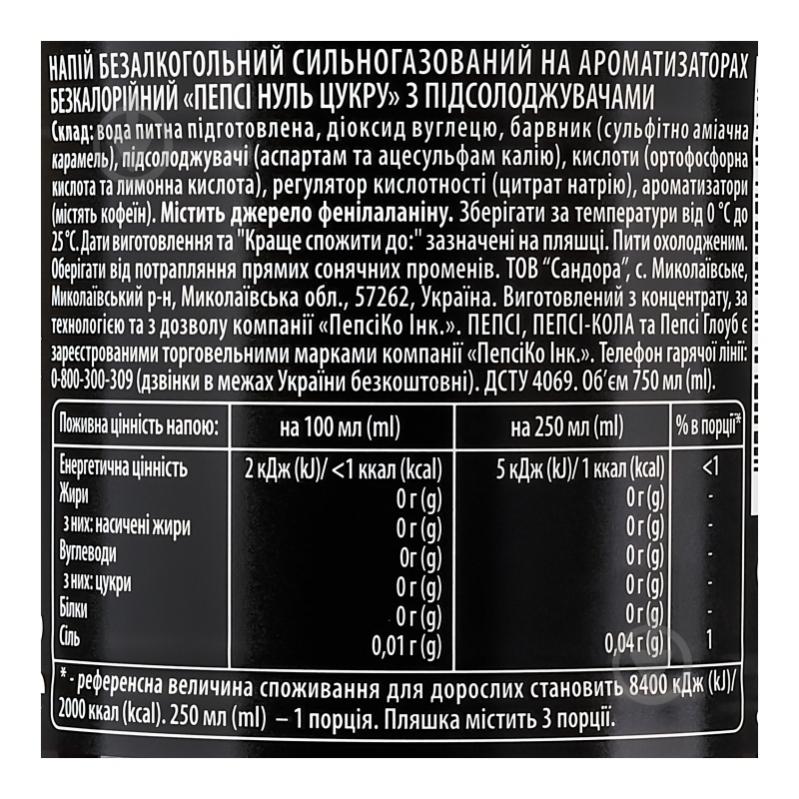 НАПІЙ БЕЗАЛКОГОЛЬНИЙ СИЛЬНОГАЗОВАНИЙ НА АРОМАТИЗАТОРАХ
БЕЗКАЛОРІЙНИЙ «ПЕПСІ НУЛЬ ЦУКРУ» З ПІДСОЛОДЖУВАЧАМИ
Склад: вода питна підготовлена, діоксид вуглецю, барвник (сульфітно аміачна
карамель), підсолоджувачі (аспартам та ацесульфам калію), кислоти (ортофосфорна
кислота та лимонна кислота), регулятор кислотності (цитрат натрію), ароматизатори
(містять кофеїн). Містить джерело фенілаланіну. Зберігати за температури від 0 °С до
25 °С. Дати виготовлення та "Краще спожити до:" зазначені на пляшці. Пити охолодженим.
Оберігати від потрапляння прямих сонячних променів. ТОВ "Сандора", с. Миколаївське,
Миколаївський р-н, Миколаївська обл., 57262, Україна. Виготовлений з концентрату, за
технологією та з дозволу компанії «ПепсіКо Інк.». ПЕПСІ, ПЕПСІ-КОЛА та Пепсі Глоуб є
зареєстрованими торговельними марками компанії «ПепсіКо Інк.». Телефон гарячої лінії:
0-800-300-309 (дзвінки в межах України безкоштовні). ДСТУ 4069. Об'єм 750 мл (ml).
Поживна цінність напою: на 100 мл (ml) на 250 мл (ml) % в порції*
Енергетична цінність 2 кДж (kJ)/ <1 ккал (kcal) 5 кДж (kJ)/ 1 ккал (kcal) <1
Жири 0 г (g) 0 г (g) -
з них: насичені жири 0 г (g) 0 г (g) -
Вуглеводи 0г (g) 0 г (g) -
з них: цукри 0 г (g) 0 г (g) -
Білки 0 г (g) 0 г (g) -
Сіль 0,01 г (g) 0,04 г (g) 1
* - референсна величина споживання для дорослих становить 8400 кДж (kJ)/
2000 ккал (kcal). 250 мл (ml) – 1 порція. Пляшка містить 3 порції.